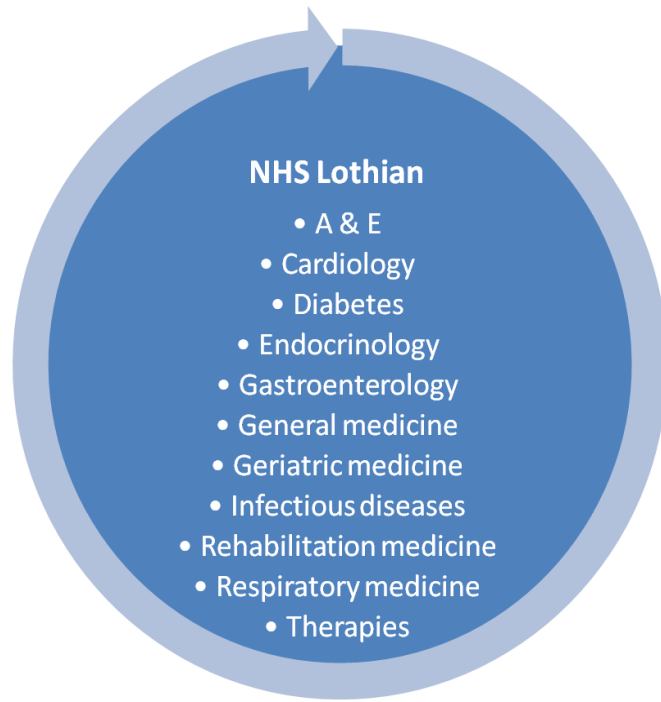 NHS Lothian
• A & E
• Cardiology
• Diabetes
• Endocrinology
• Gastroenterology
• General medicine
• Geriatric medicine
• Infectious diseases
• Rehabilitation medicine
• Respiratory medicine
• Therapies